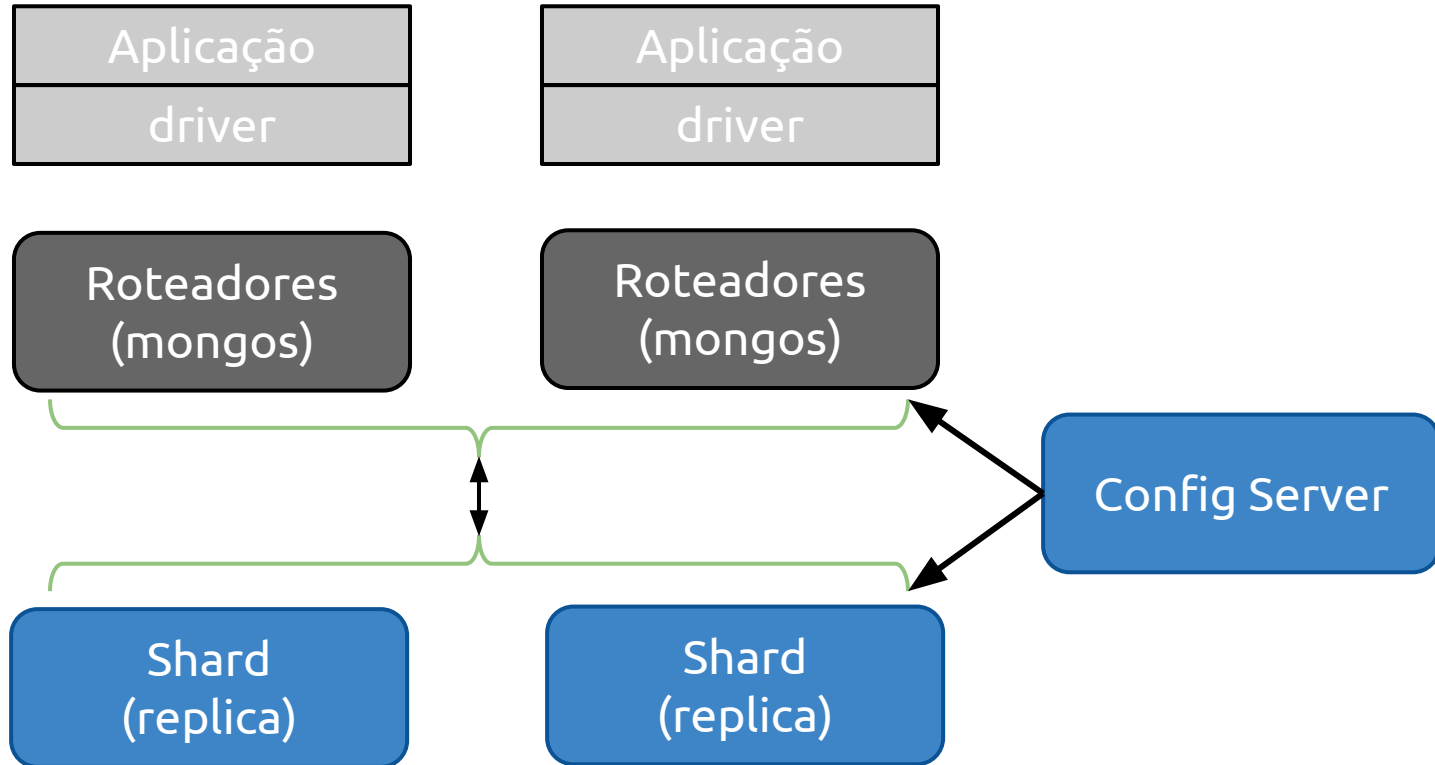 Aplicação
driver
Aplicação
driver
Roteadores
(mongos)
Roteadores
(mongos)
Config Server
Shard
(replica)
Shard
(replica)